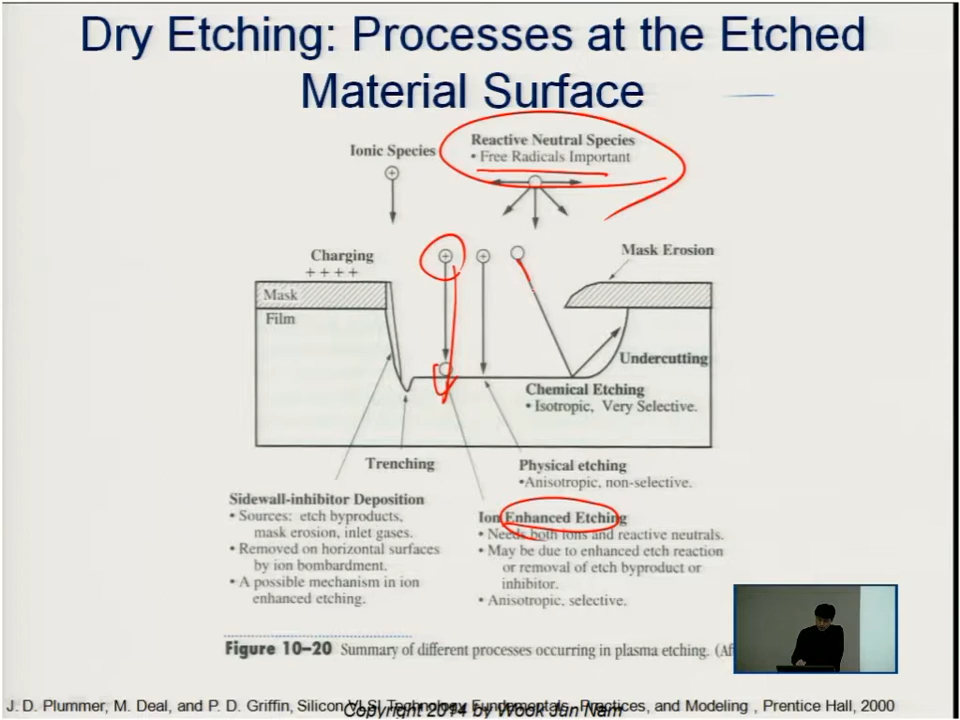 Dry Etching: Processes at the Etched
Material Surface
Ionic Species
Reactive Neutral Species
• Free Radicals Important
Charging
+ + + +
Mask Erosion
Mask
Film
Undercutting
Chemical Etching
• Isotropic, Very Selective.
Trenching
Physical etching
•Anisotropic, non-selective.
Sidewall-inhibitor Deposition
• Sources: etch byproducts,
mask erosion, inlet gases.
• Removed on horizontal surfaces
by ion bombardment.
• A possible mechanism in ion
enhanced etching.
Ion Enhanced Etching
• Needs both ions and reactive neutrals.
• May be due to enhanced etch reaction
or removal of etch byproduct or
inhibitor.
• Anisotropic, selective.
Figure 10–20 Summary of different processes occurring in plasma etching. (Af
J. D. Plummer, M. Deal, and P. D. Griffin, Silicon VLSI Technology Fundamentals, Practices, and Modeling , Prentice Hall, 2000
Copyright 2014 by Wook Jun Nam